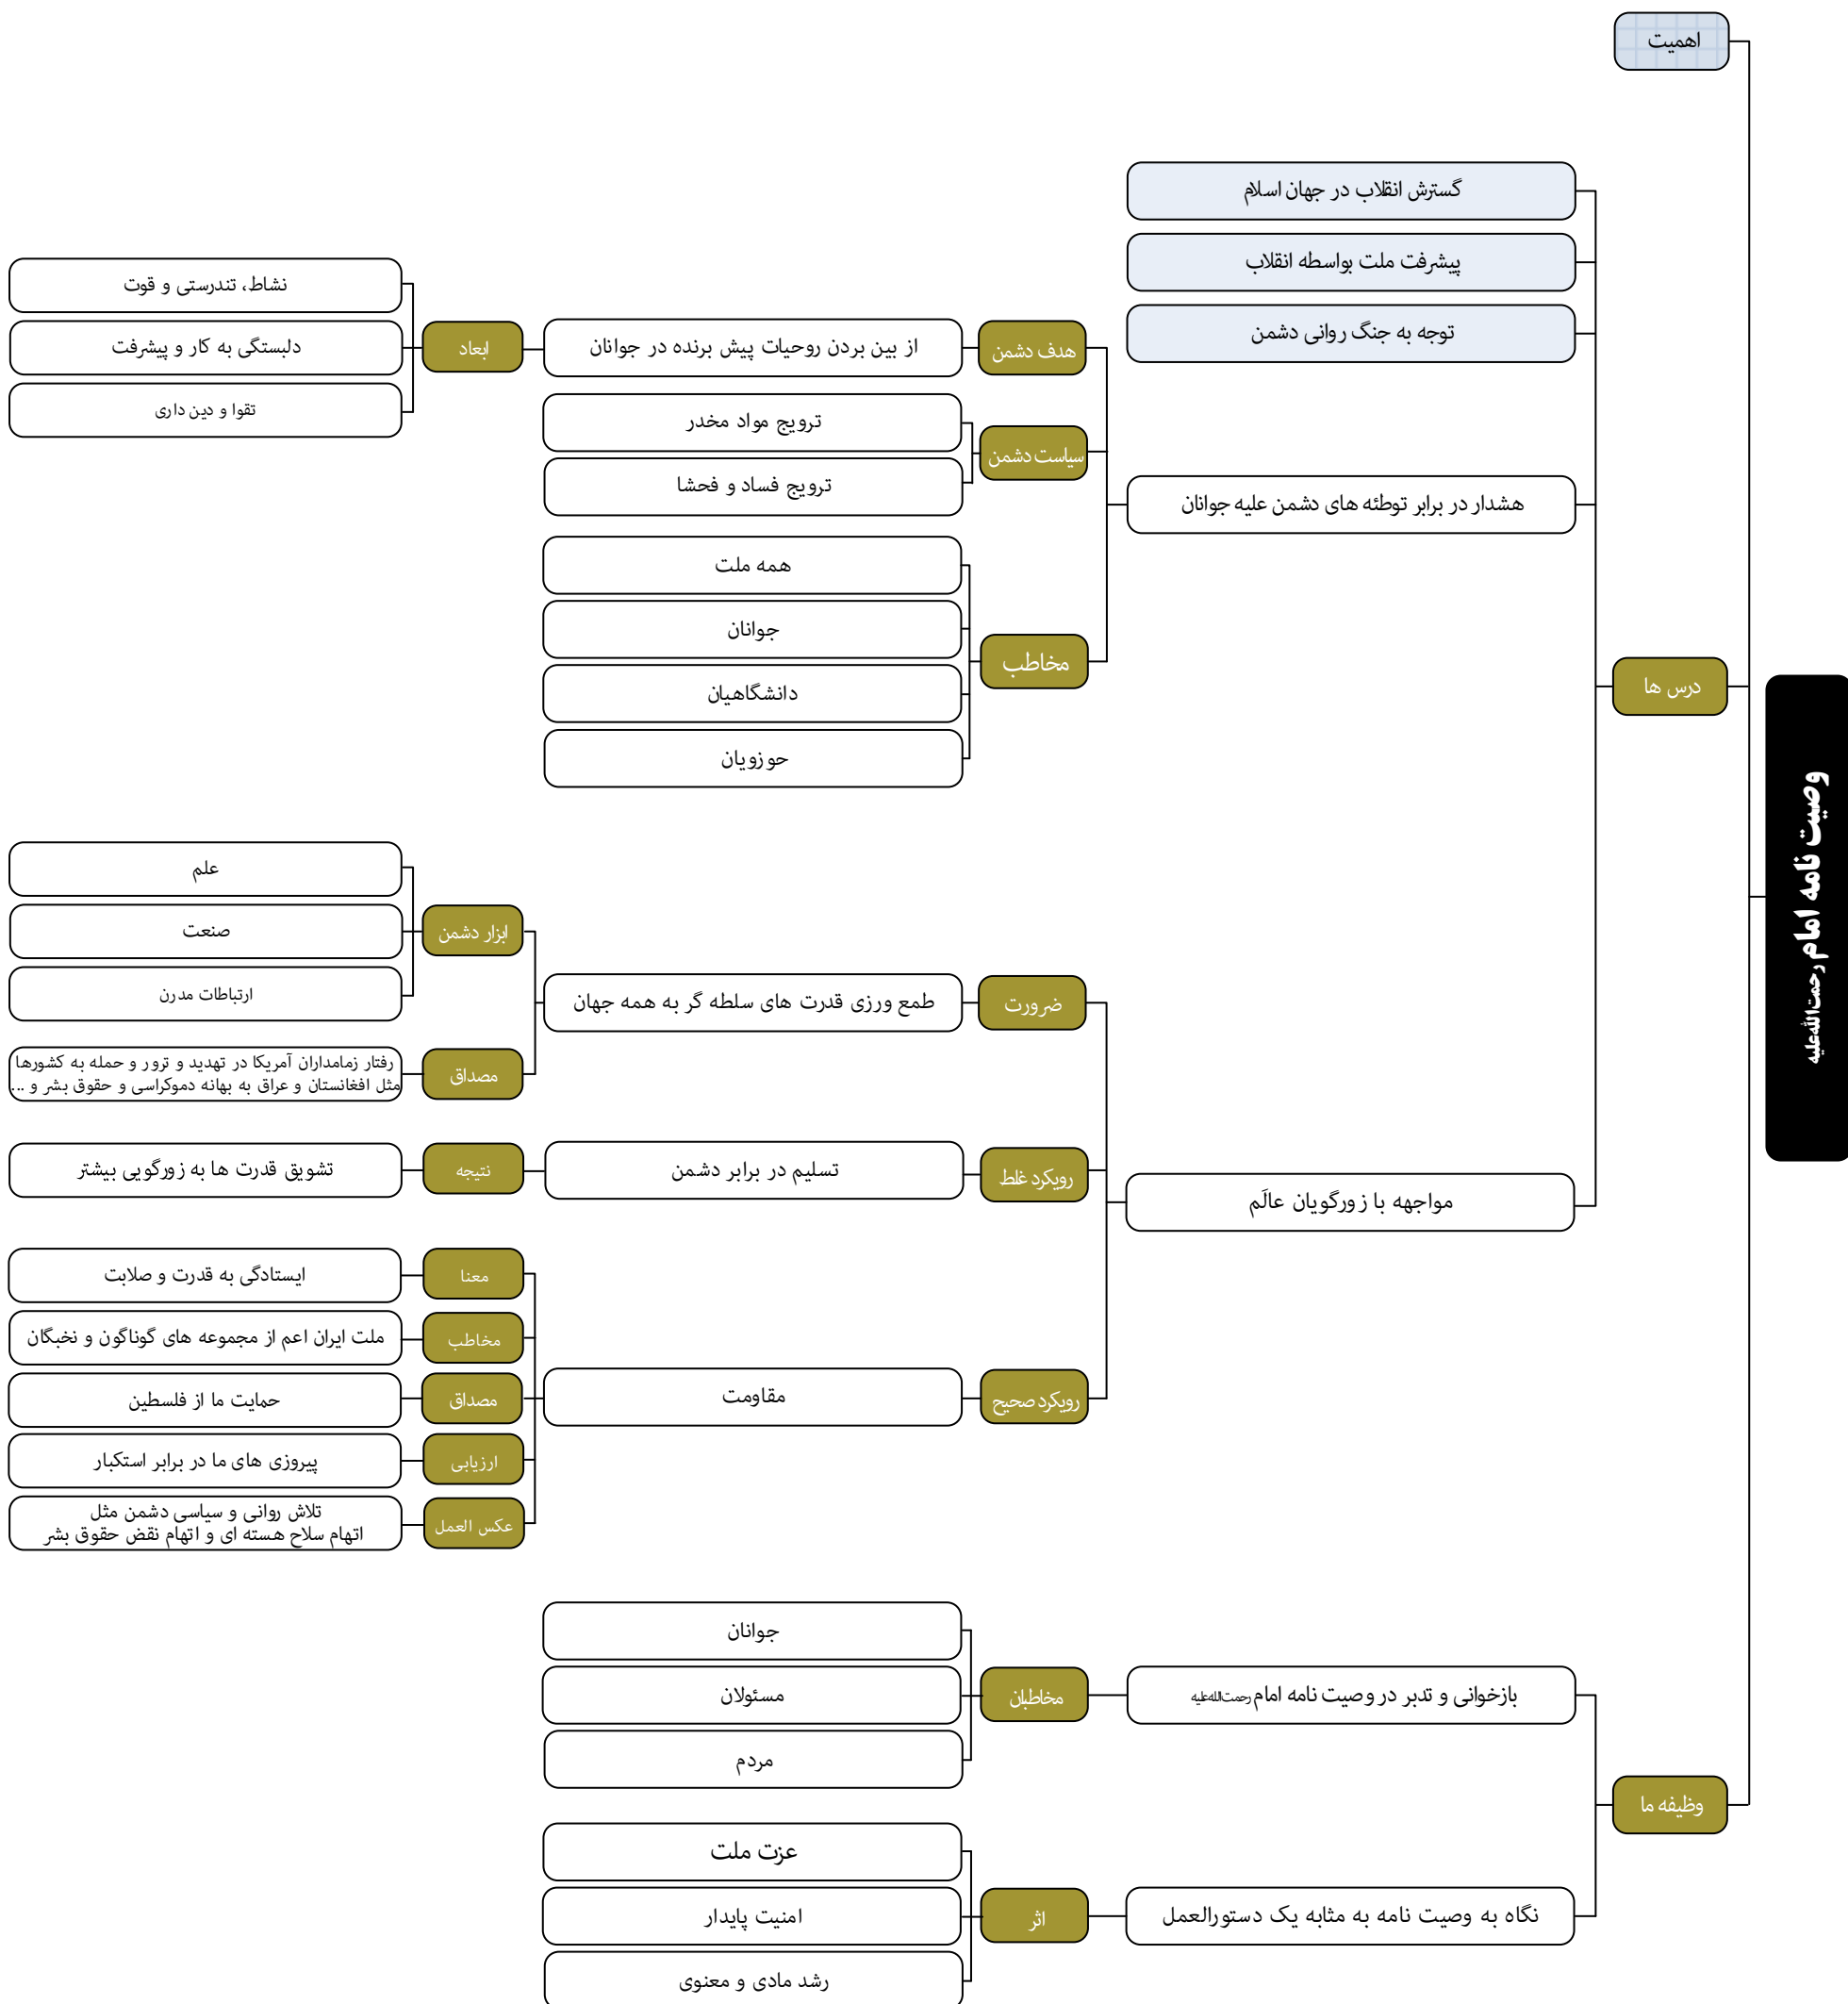 وصیت نامه امام رحمت‌الله‌علیه
اهمیت
درس ها
گسترش انقلاب در جهان اسلام
پیشرفت ملت بواسطه انقلاب
توجه به جنگ روانی دشمن
هشدار در برابر توطئه های دشمن علیه جوانان
هدف دشمن
از بین بردن روحیات پیش برنده در جوانان
ابعاد
نشاط، تندرستی و قوت
دلبستگی به کار و پیشرفت
تقوا و دین داری
سیاست دشمن
ترویج مواد مخدر
ترویج فساد و فحشا
مخاطب
همه ملت
جوانان
دانشگاهیان
حوزویان
مواجهه با زورگویان عالَم
ضرورت
طمع ورزی قدرت های سلطه گر به همه جهان
ابزار دشمن
علم
صنعت
ارتباطات مدرن
مصداق
رفتار زمامداران آمریکا در تهدید و ترور و حمله به کشورها
مثل افغانستان و عراق به بهانه دموکراسی و حقوق بشر و ...
رویکرد غلط
تسلیم در برابر دشمن
نتیجه
تشویق قدرت ها به زورگویی بیشتر
رویکرد صحیح
مقاومت
معنا
ایستادگی به قدرت و صلابت
مخاطب
ملت ایران اعم از مجموعه های گوناگون و نخبگان
مصداق
حمایت ما از فلسطین
ارزیابی
پیروزی های ما در برابر استکبار
عکس العمل
تلاش روانی و سیاسی دشمن مثل
اتهام سلاح هسته ای و اتهام نقض حقوق بشر
وظیفه ما
بازخوانی و تدبر در وصیت نامه امام رحمت‌الله‌علیه
مخاطبان
جوانان
مسئولان
مردم
نگاه به وصیت نامه به مثابه یک دستورالعمل
اثر
عزت ملت
امنیت پایدار
رشد مادی و معنوی